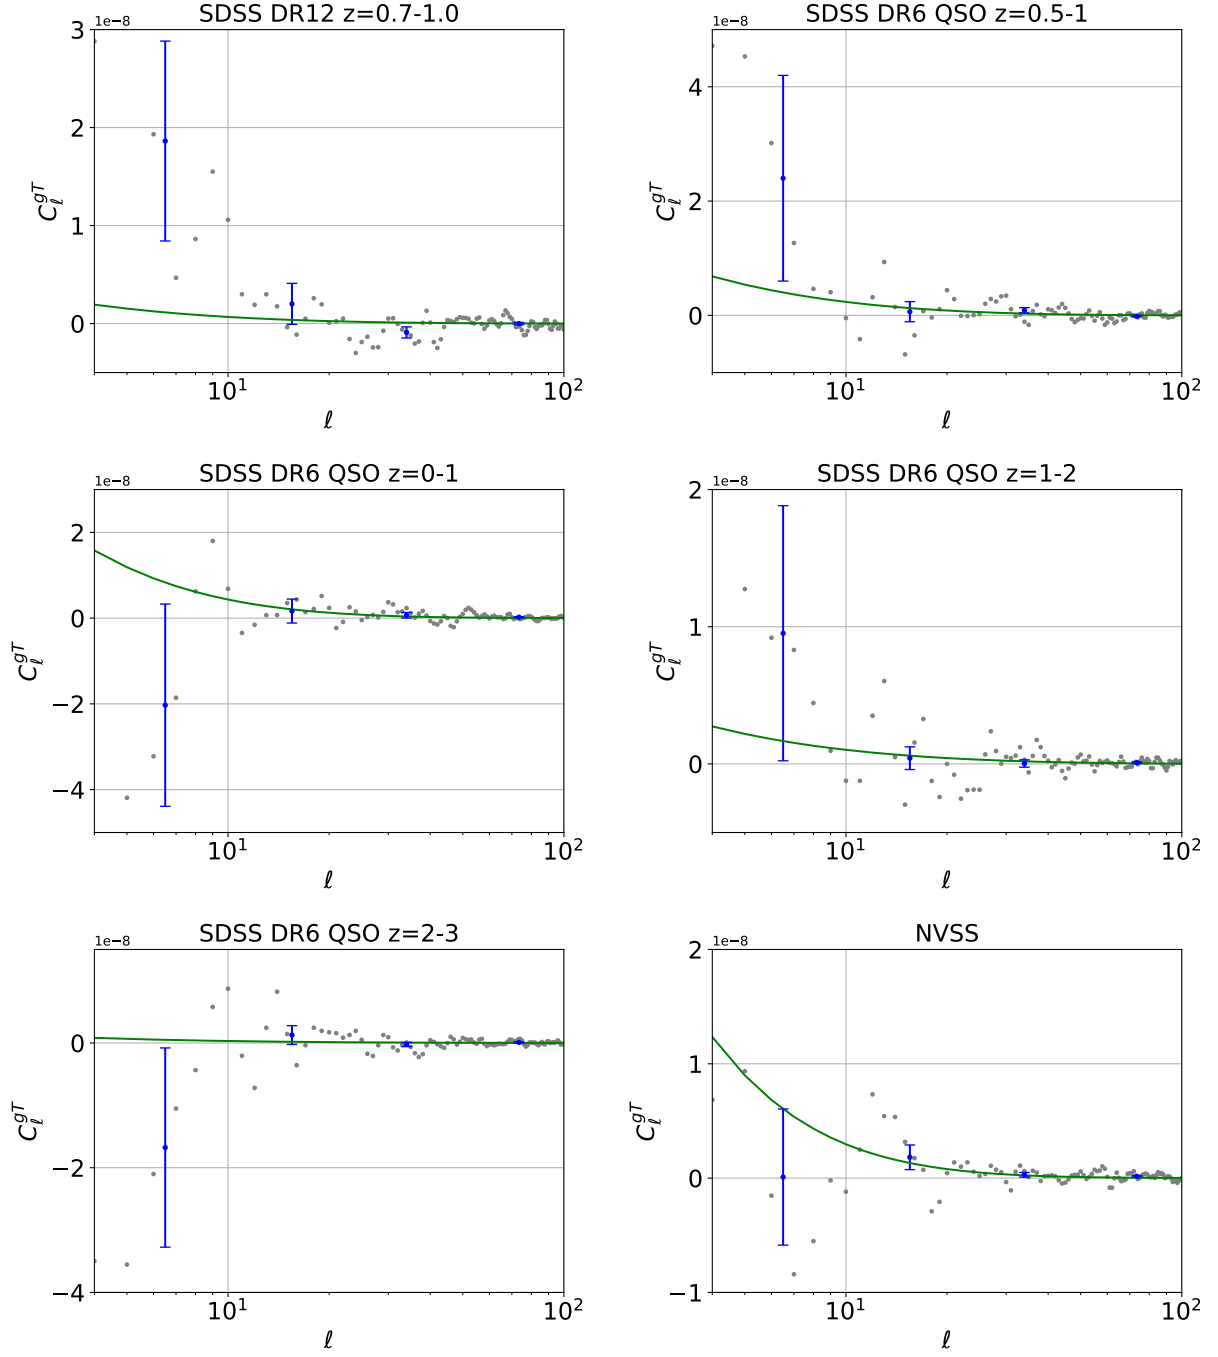 SDSS DR12 z=0.7-1.0
1e−8
3
2
1
0
C_ℓ^{gT}
10^1
10^2
ℓ
SDSS DR6 QSO z=0.5-1
1e−8
4
2
0
C_ℓ^{gT}
10^1
10^2
ℓ
SDSS DR6 QSO z=0-1
1e−8
2
0
−2
−4
C_ℓ^{gT}
10^1
10^2
ℓ
SDSS DR6 QSO z=1-2
1e−8
2
1
0
C_ℓ^{gT}
10^1
10^2
ℓ
SDSS DR6 QSO z=2-3
1e−8
0
−2
−4
C_ℓ^{gT}
10^1
10^2
ℓ
NVSS
1e−8
2
1
0
−1
C_ℓ^{gT}
10^1
10^2
ℓ